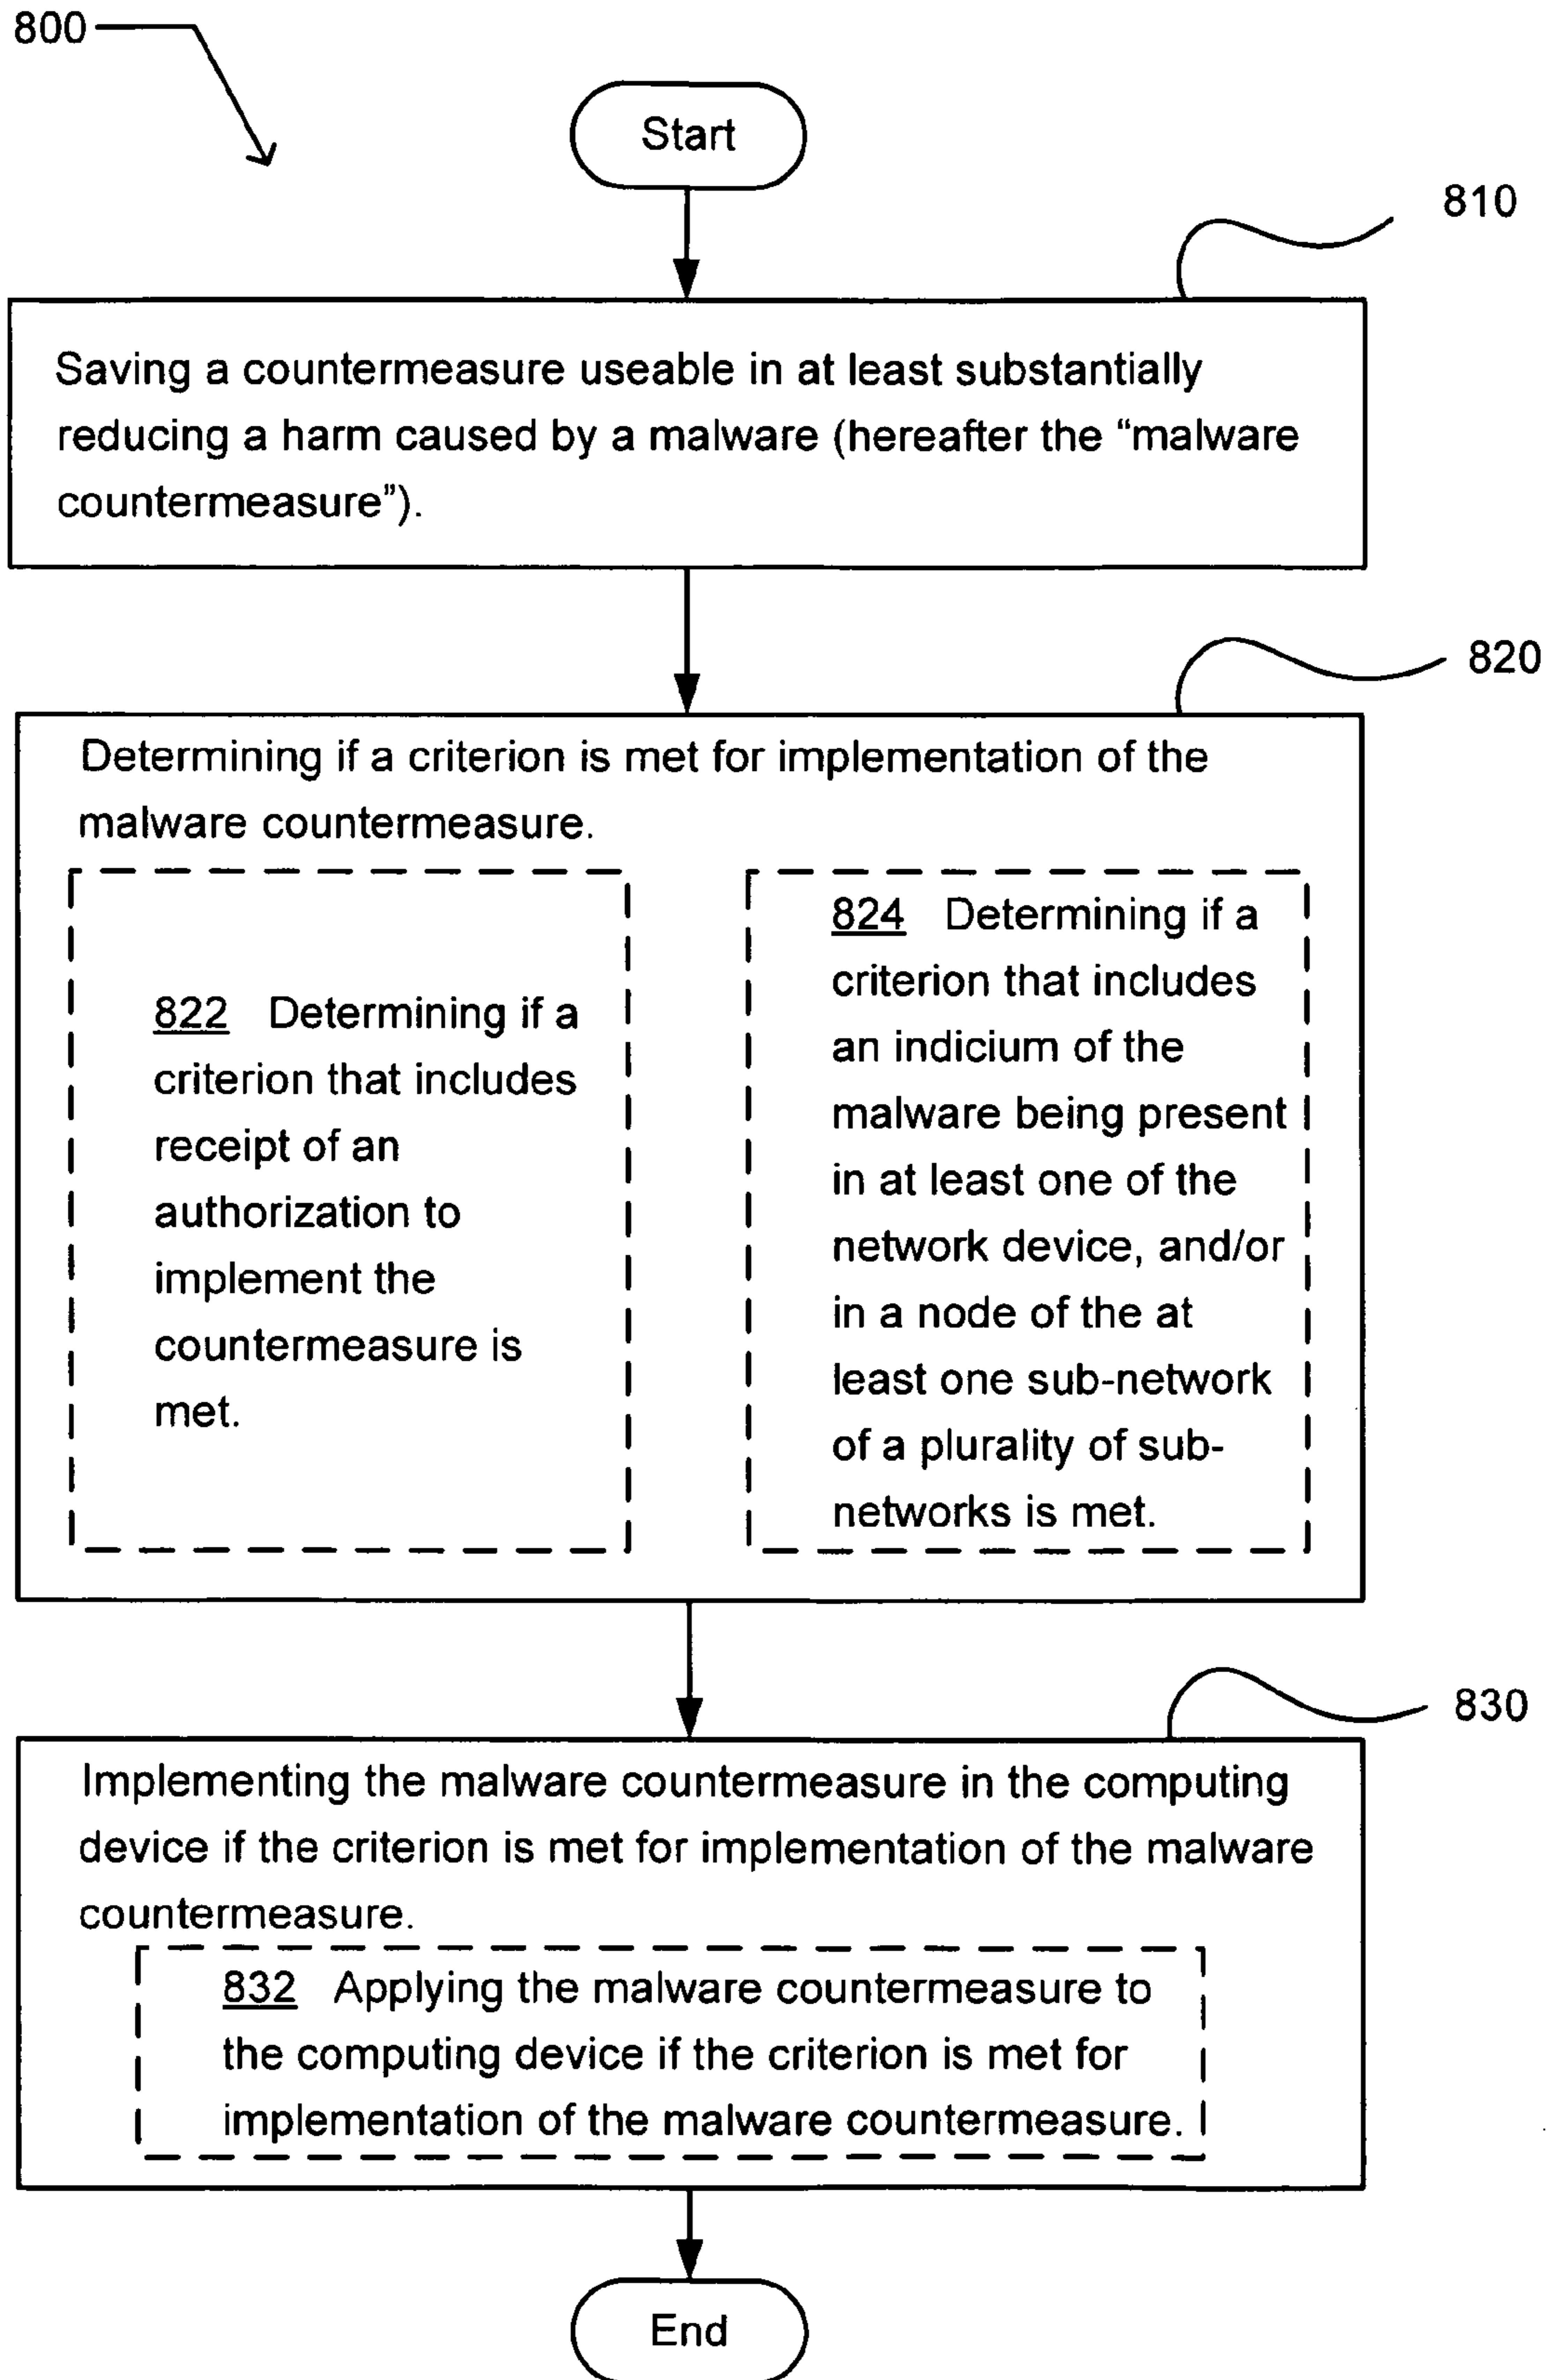 800
Start
810
Saving a countermeasure useable in at least substantially
reducing a harm caused by a malware (hereafter the “malware
countermeasure”).
820
Determining if a criterion is met for implementation of the
malware countermeasure.
822 Determining if a
criterion that includes
receipt of an
authorization to
implement the
countermeasure is
met.
824 Determining if a
criterion that includes
an indicium of the
malware being present
in at least one of the
network device, and/or
in a node of the at
least one sub-network
of a plurality of sub-
networks is met.
830
Implementing the malware countermeasure in the computing
device if the criterion is met for implementation of the malware
countermeasure.
832 Applying the malware countermeasure to
the computing device if the criterion is met for
implementation of the malware countermeasure.
End